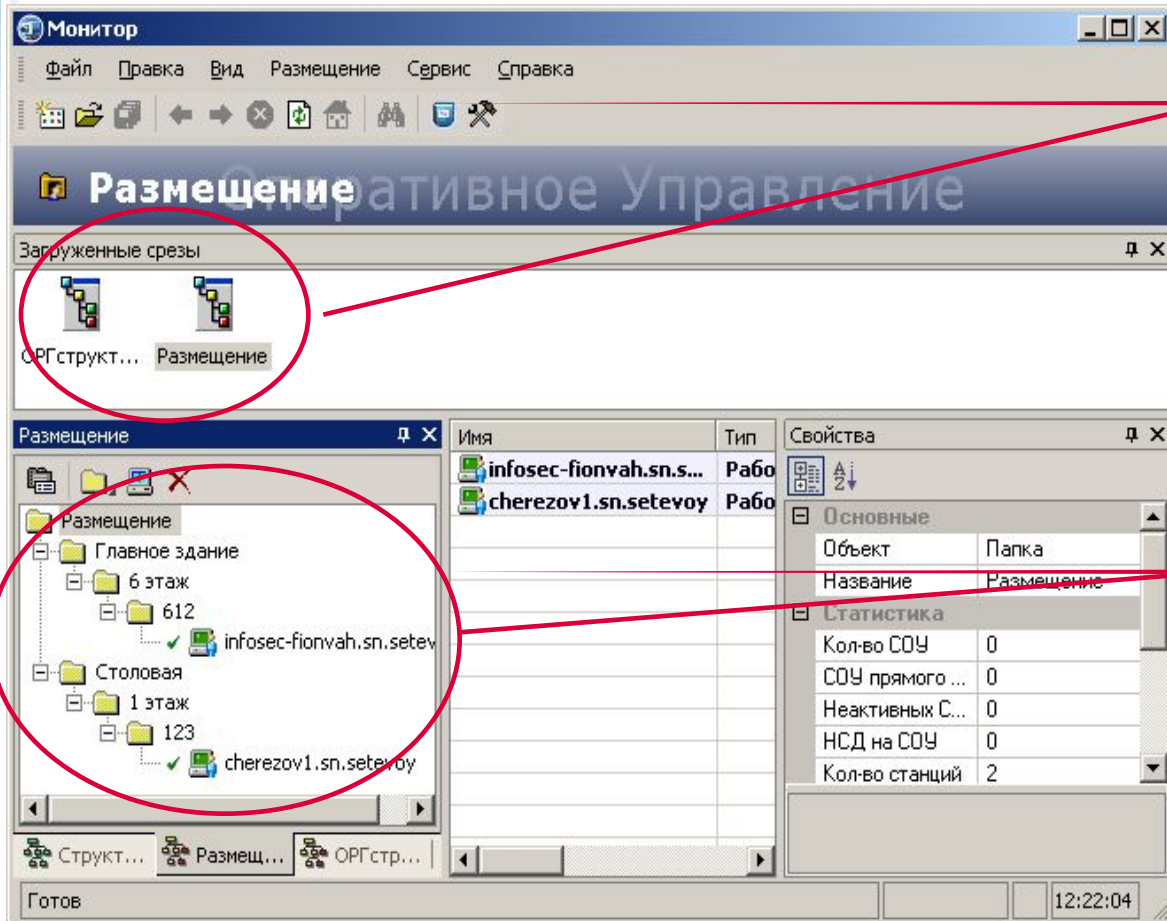 Монитор
Файл Правка Вид Размещение Сервис Справка
Размещение
Оперативное Управление
Загруженные срезы
ОРГструкт... Размещение
Размещение
Размещение
Главное здание
6 этаж
612
infosec-fionvah.sn.setev
Столовая
1 этаж
123
cherezov1.sn.setevoy
Структ... Размещ... ОРГстр...
Имя Тип
infosec-fionvah.sn.s... Рабо
cherezov1.sn.setevoy Рабо
Свойства
Основные
Объект Папка
Название Размещение
Статистика
Кол-во СОУ 0
СОУ прямого ... 0
Неактивных С... 0
НСД на СОУ 0
Кол-во станций 2
Готов 12:22:04